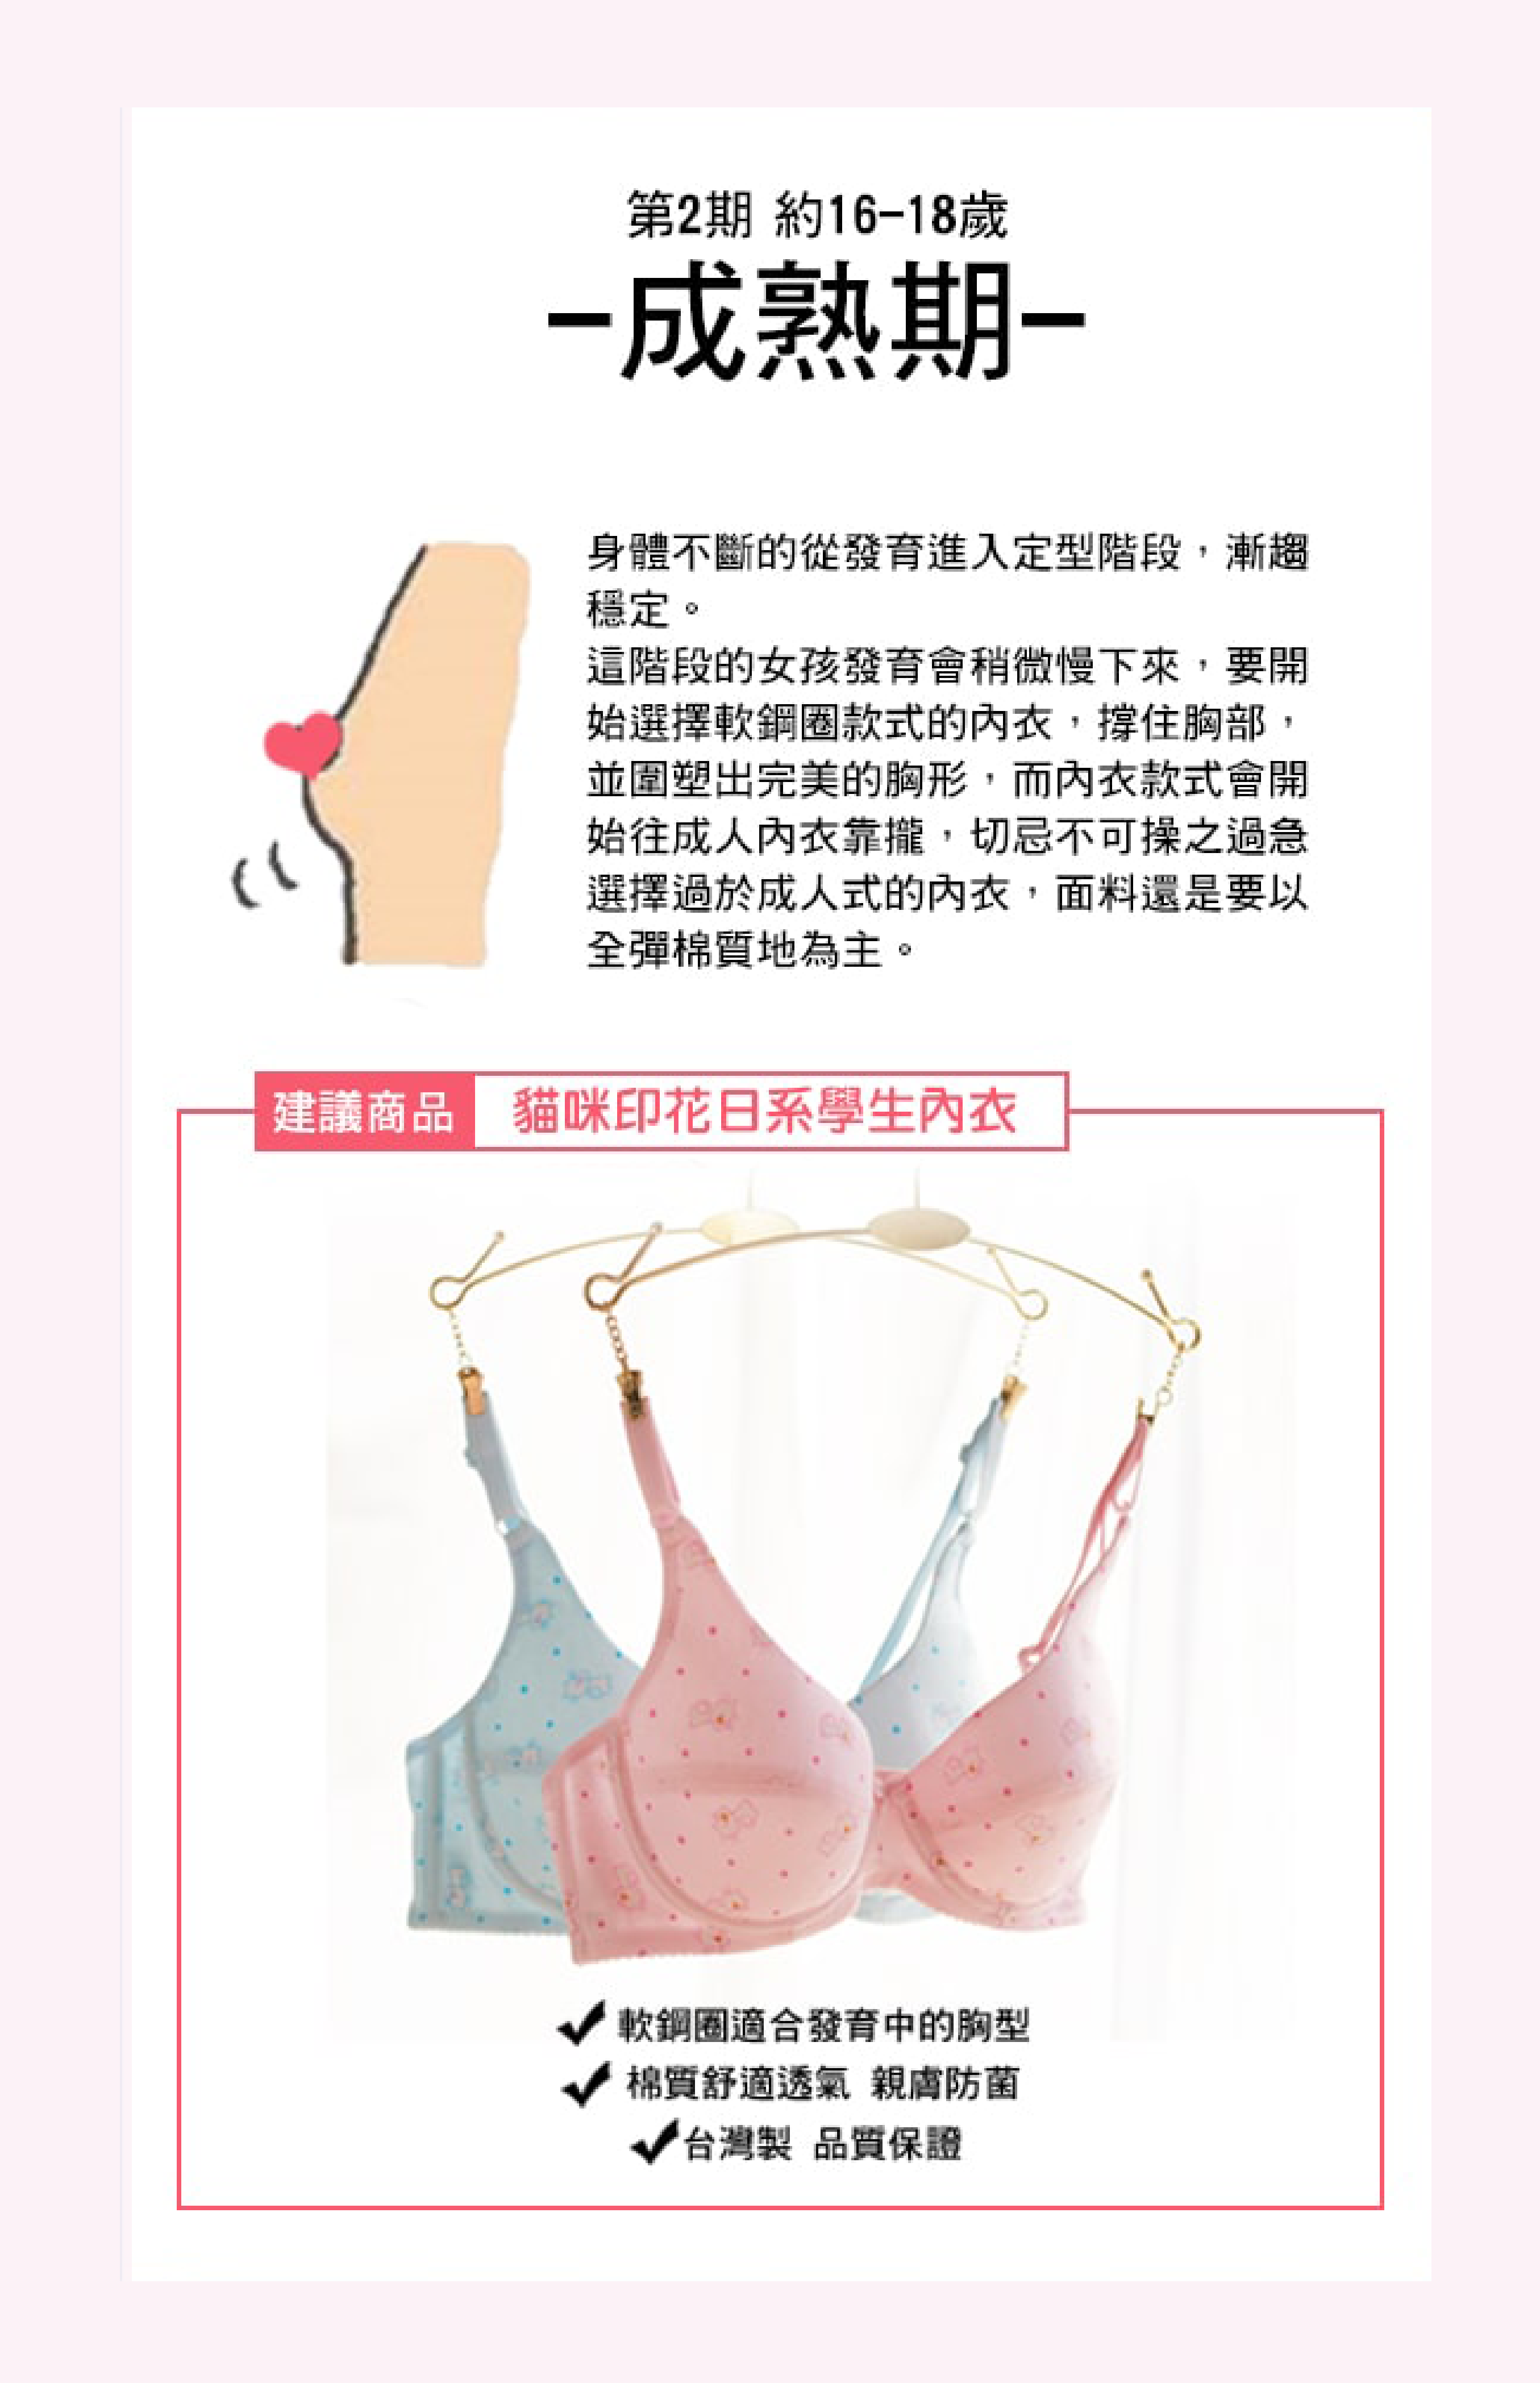 第2期 約16-18歲
-成熟期-
身體不斷的從發育進入定型階段，漸趨
穩定。
這階段的女孩發育會稍微慢下來，要開
始選擇軟鋼圈款式的內衣，撐住胸部，
並圍塑出完美的胸形，而內衣款式會開
始往成人內衣靠攏，切忌不可操之過急
選擇過於成人式的內衣，面料還是要以
全彈棉質地為主。
建議商品 貓咪印花日系學生內衣
軟鋼圈適合發育中的胸型
棉質舒適透氣 親膚防菌
台灣製 品質保證